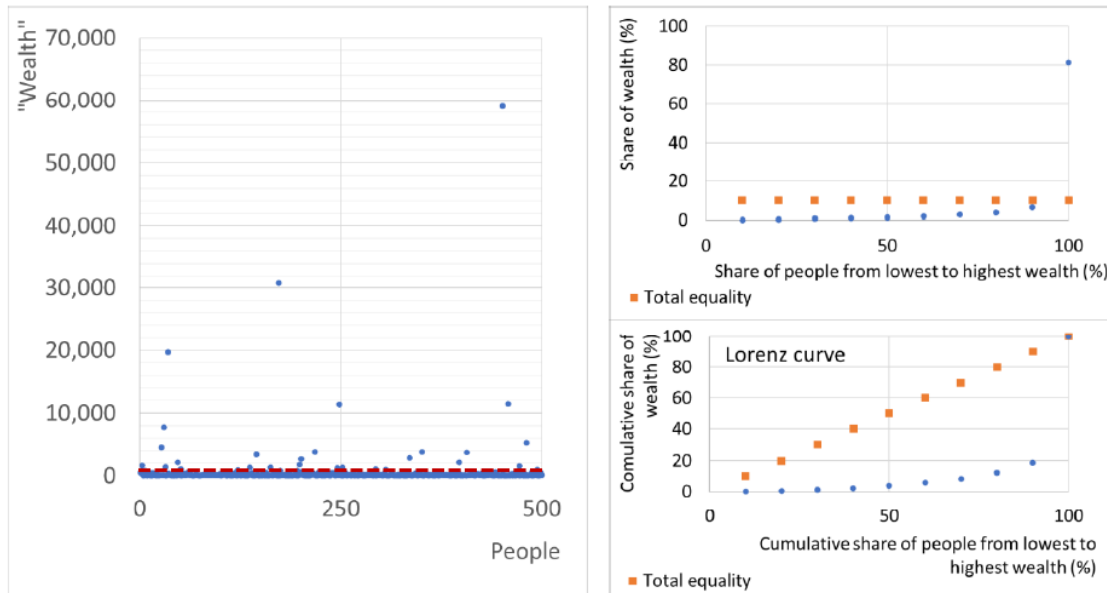 "Wealth"
70,000
60,000
50,000
40,000
30,000
20,000
10,000
0
0 250 500
People
Share of wealth (%)
100
80
60
40
20
0
0 50 100
Share of people from lowest to highest wealth (%)
Total equality
Lorenz curve
Comulative share of
wealth (%)
100
80
60
40
20
0
0 50 100
Cumulative share of people from lowest to
highest wealth (%)
Total equality